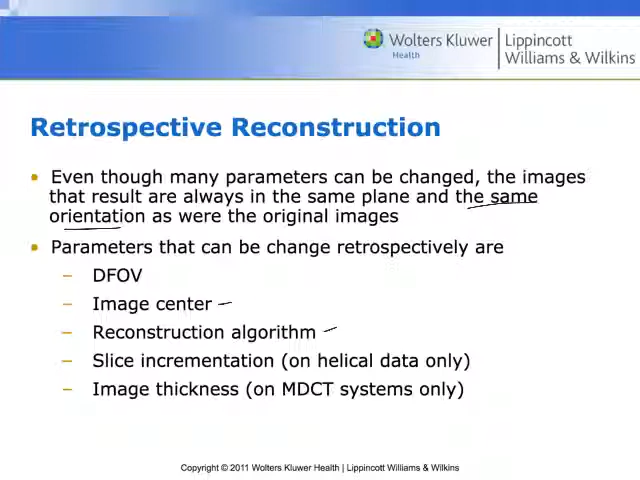 Wolters Kluwer
Health
Lippincott
Williams & Wilkins
Retrospective Reconstruction
• Even though many parameters can be changed, the images
that result are always in the same plane and the same
orientation as were the original images
• Parameters that can be change retrospectively are
– DFOV
– Image center
– Reconstruction algorithm
– Slice incrementation (on helical data only)
– Image thickness (on MDCT systems only)
Copyright © 2011 Wolters Kluwer Health | Lippincott Williams & Wilkins